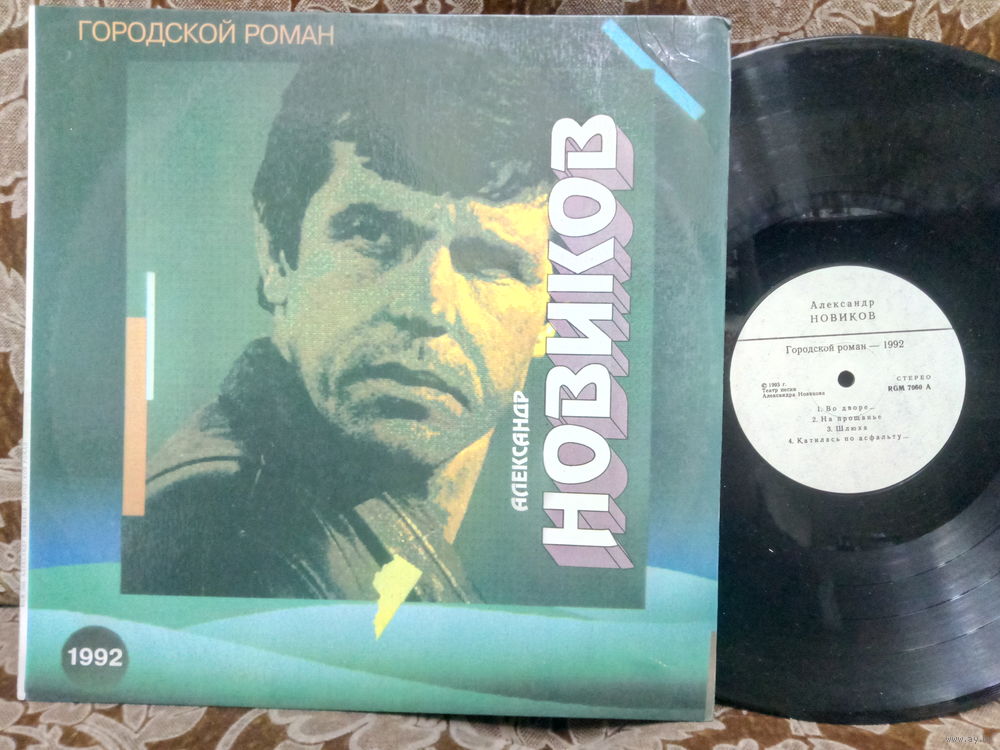 ГОРОДСКОЙ РОМАН
АЛЕКСАНДР
НОВИКОВ
1992
Александр
НОВИКОВ
Городской роман — 1992
© 1993 г.
Театр песни
Александра Новикова
СТЕРЕО
RGM 7060 A
1. Во дворе...
2. На прощанье
3. Шлюха
4. Катилась по асфальту...